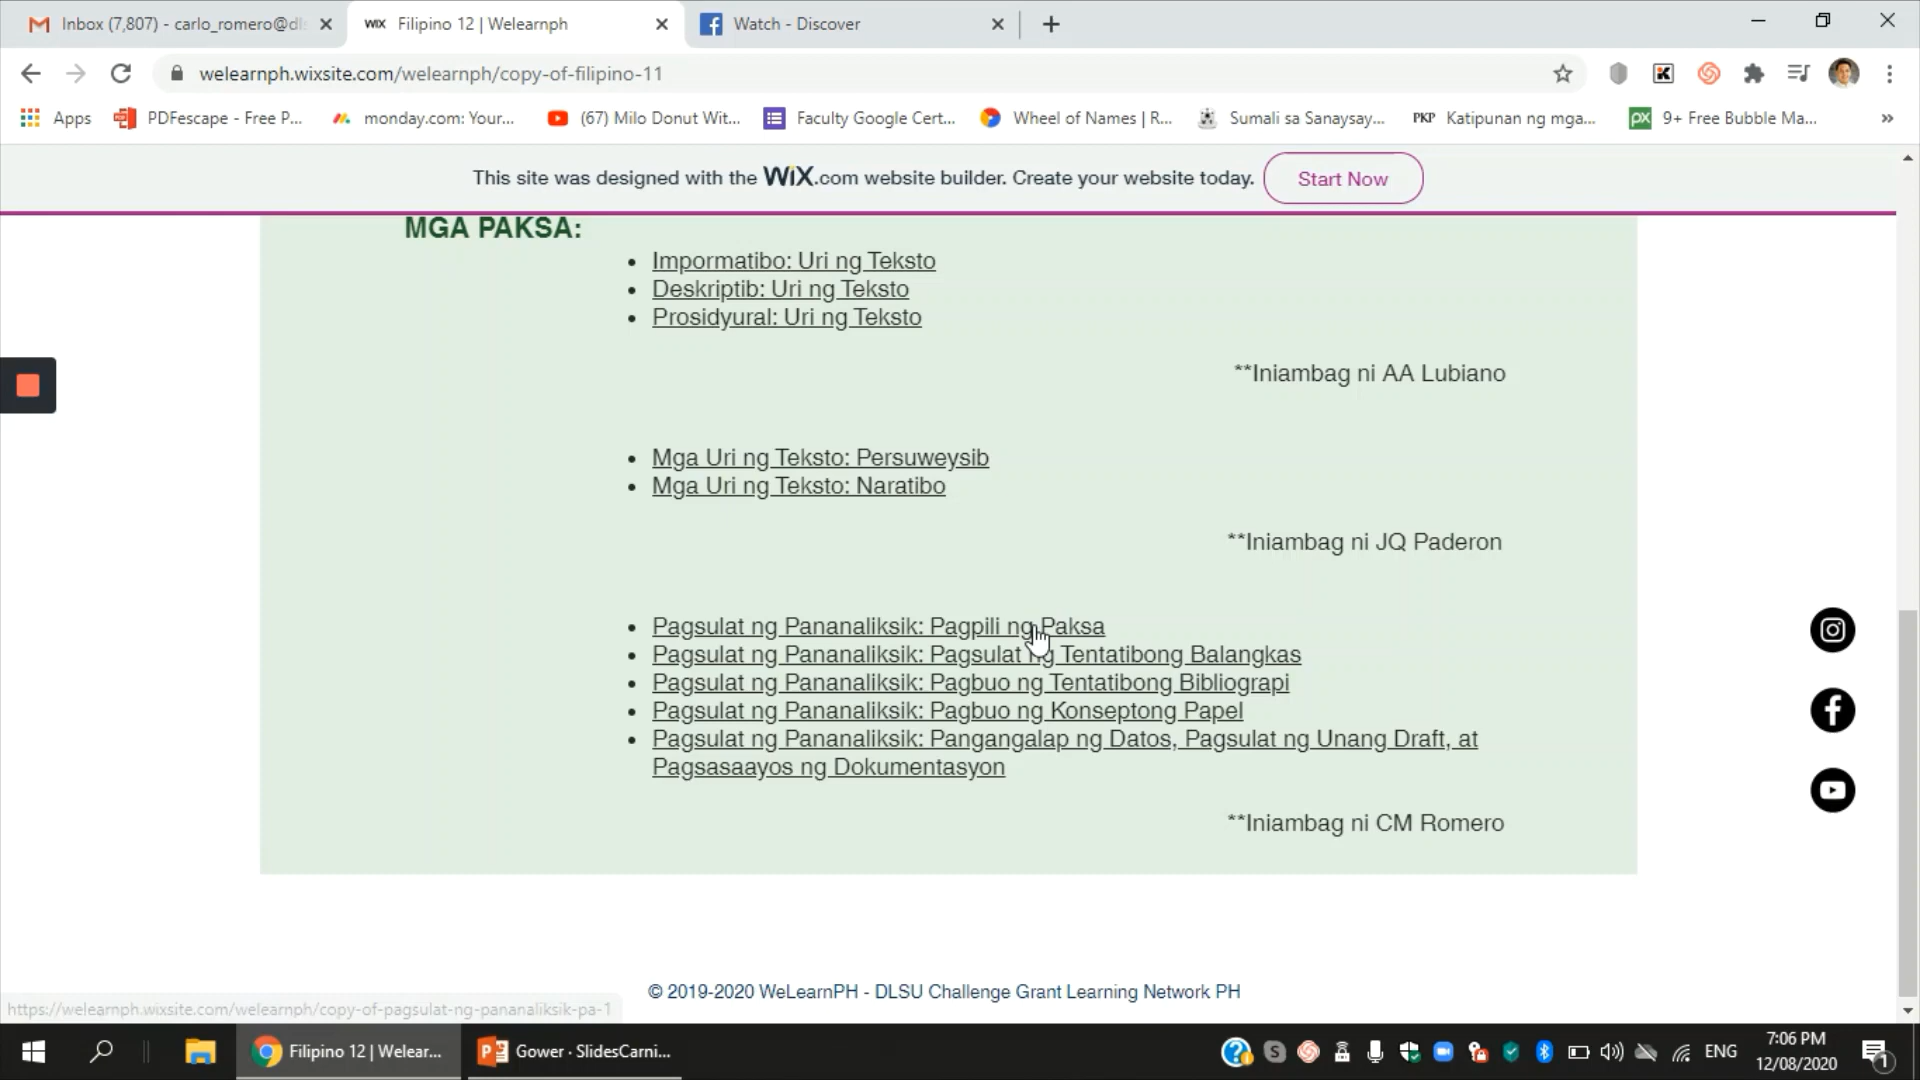 Inbox (7,807) - carlo_romero@dl
WIX Filipino 12 | Welearnph
Watch - Discover
welearnph.wixsite.com/welearnph/copy-of-filipino-11
Apps
PDFescape - Free P...
monday.com: Your...
(67) Milo Donut Wit...
Faculty Google Cert...
Wheel of Names | R...
Sumali sa Sanaysay...
PKP Katipunan ng mga...
px 9+ Free Bubble Ma...
»
This site was designed with the WiX.com website builder. Create your website today.
Start Now
MGA PAKSA:
• Impormatibo: Uri ng Teksto
• Deskriptib: Uri ng Teksto
• Prosidyural: Uri ng Teksto
**Iniambag ni AA Lubiano
• Mga Uri ng Teksto: Persuweysib
• Mga Uri ng Teksto: Naratibo
**Iniambag ni JQ Paderon
• Pagsulat ng Pananaliksik: Pagpili ng Paksa
• Pagsulat ng Pananaliksik: Pagsulat ng Tentatibong Balangkas
• Pagsulat ng Pananaliksik: Pagbuo ng Tentatibong Bibliograpi
• Pagsulat ng Pananaliksik: Pagbuo ng Konseptong Papel
• Pagsulat ng Pananaliksik: Pangangalap ng Datos, Pagsulat ng Unang Draft, at
Pagsasaayos ng Dokumentasyon
**Iniambag ni CM Romero
© 2019-2020 WeLearnPH - DLSU Challenge Grant Learning Network PH
https://welearnph.wixsite.com/welearnph/copy-of-pagsulat-ng-pananaliksik-pa-1
Filipino 12 | Welear...
Gower · SlidesCarni...
ENG
7:06 PM
12/08/2020
1